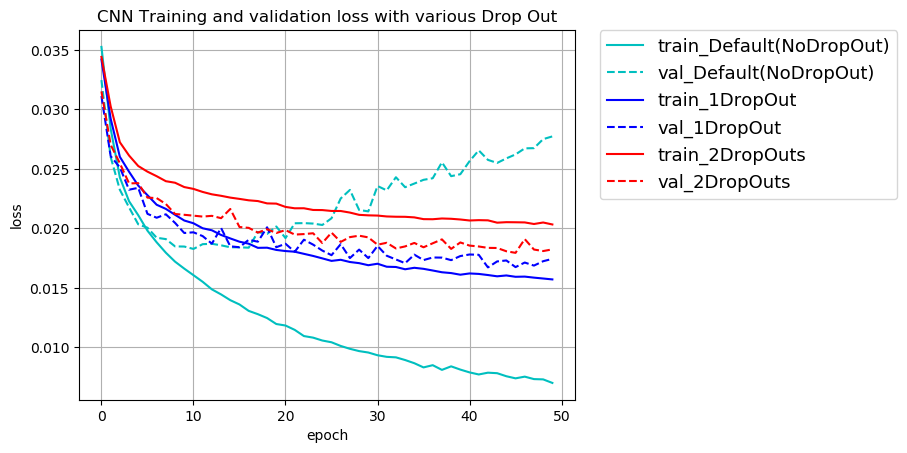 CNN Training and validation loss with various Drop Out
0.035
0.030
0.025
0.020
0.015
0.010
loss
0
10
20
30
40
50
epoch
train_Default(NoDropOut)
val_Default(NoDropOut)
train_1DropOut
val_1DropOut
train_2DropOuts
val_2DropOuts